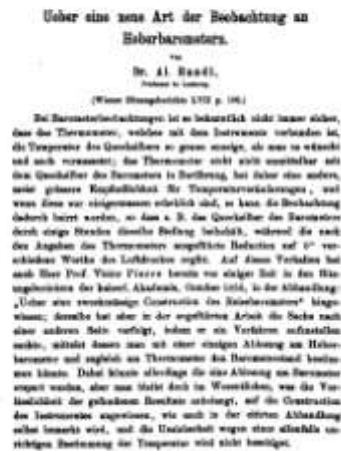 Ueber eine neue Art der Beobachtung an
Heberbarometern.
Von
Dr. Al. Handl,
(Wiener Sitzungsberichte LVII p. 109.)
Bei Barometerbeobachtungen ist es bekanntlich nicht immer sicher,
dass das Thermometer, welches mit dem Instrumente verbunden ist,
die Temperatur des Quecksilbers so genau anzeigt, als man es wünscht
und auch voraussetzt; das Thermometer steht nicht unmittelbar mit
dem Quecksilber des Barometers in Berührung, hat daher eine andere,
meist grössere Empfindlichkeit für Temperaturveränderungen, und
wenn diese nur einigermassen erheblich sind, so kann die Beobachtung
dadurch beirrt werden, so dass z. B. das Quecksilber des Barometers
durch einige Stunden dieselbe Stellung beibehält, während die nach
den Angaben des Thermometers ausgeführte Reduction auf 0° ver-
schiedene Werthe des Luftdruckes ergibt. Auf dieses Verhalten hat
auch Herr Prof. Victor Pierre bereits vor einiger Zeit in den Sitz-
ungsberichten der kaiserl. Akademie, October in der Abhandlung:
„Ueber eine zweckmässige Construction des Heberbarometers“ hinge-
wiesen; derselbe hat aber in der angeführten Arbeit die Sache nach
einer anderen Seite verfolgt, indem er ein Verfahren aufzustellen
suchte, mittelst dessen man mit einer einzigen Ablesung am Heber-
barometer und zugleich am Thermometer den Barometerstand bestim-
men könnte. Dabei könnte allerdings die eine Ablesung am Barometer
erspart werden, aber man bleibt doch im Wesentlichen, was die Ver-
lässlichkeit der gefundenen Resultate anbelangt, auf die Construction
des Instrumentes angewiesen, wie auch in der citirten Abhandlung
selbst bemerkt wird, und die Unsicherheit wegen einer allenfalls un-
richtigen Bestimmung der Temperatur wird nicht beseitigt.